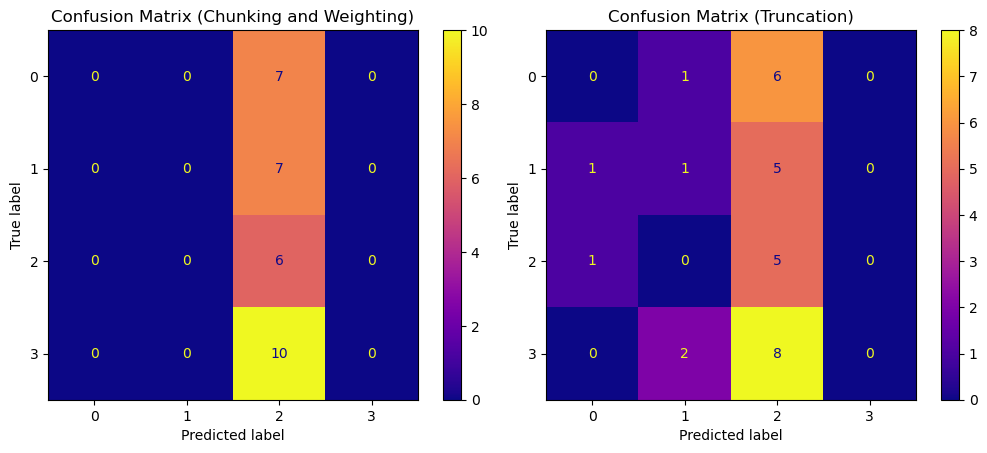 Confusion Matrix (Chunking and Weighting)
0 0 0 7 0
1 0 0 7 0
2 0 0 6 0
3 0 0 10 0
0 1 2 3
Predicted label
True label
10
8
6
4
2
0
Confusion Matrix (Truncation)
0 0 1 6 0
1 1 1 5 0
2 1 0 5 0
3 0 2 8 0
0 1 2 3
Predicted label
True label
8
7
6
5
4
3
2
1
0